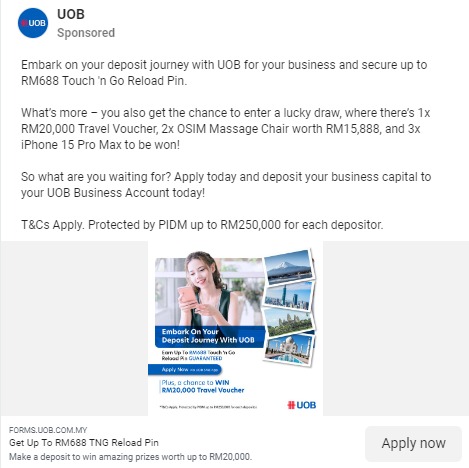 UOB
UOB
Sponsored
Embark on your deposit journey with UOB for your business and secure up to
RM688 Touch 'n Go Reload Pin.
What's more – you also get the chance to enter a lucky draw, where there's 1x
RM20,000 Travel Voucher, 2x OSIM Massage Chair worth RM15,888, and 3x
iPhone 15 Pro Max to be won!
So what are you waiting for? Apply today and deposit your business capital to
your UOB Business Account today!
T&Cs Apply. Protected by PIDM up to RM250,000 for each depositor.
Embark On Your
Deposit Journey With UOB
Earn Up To RM688 Touch 'n Go
Reload Pin GUARANTEED
Apply Now
Plus, a chance to WIN
RM20,000 Travel Voucher
UOB
FORMS.UOB.COM.MY
Get Up To RM688 TNG Reload Pin
Make a deposit to win amazing prizes worth up to RM20,000.
Apply now